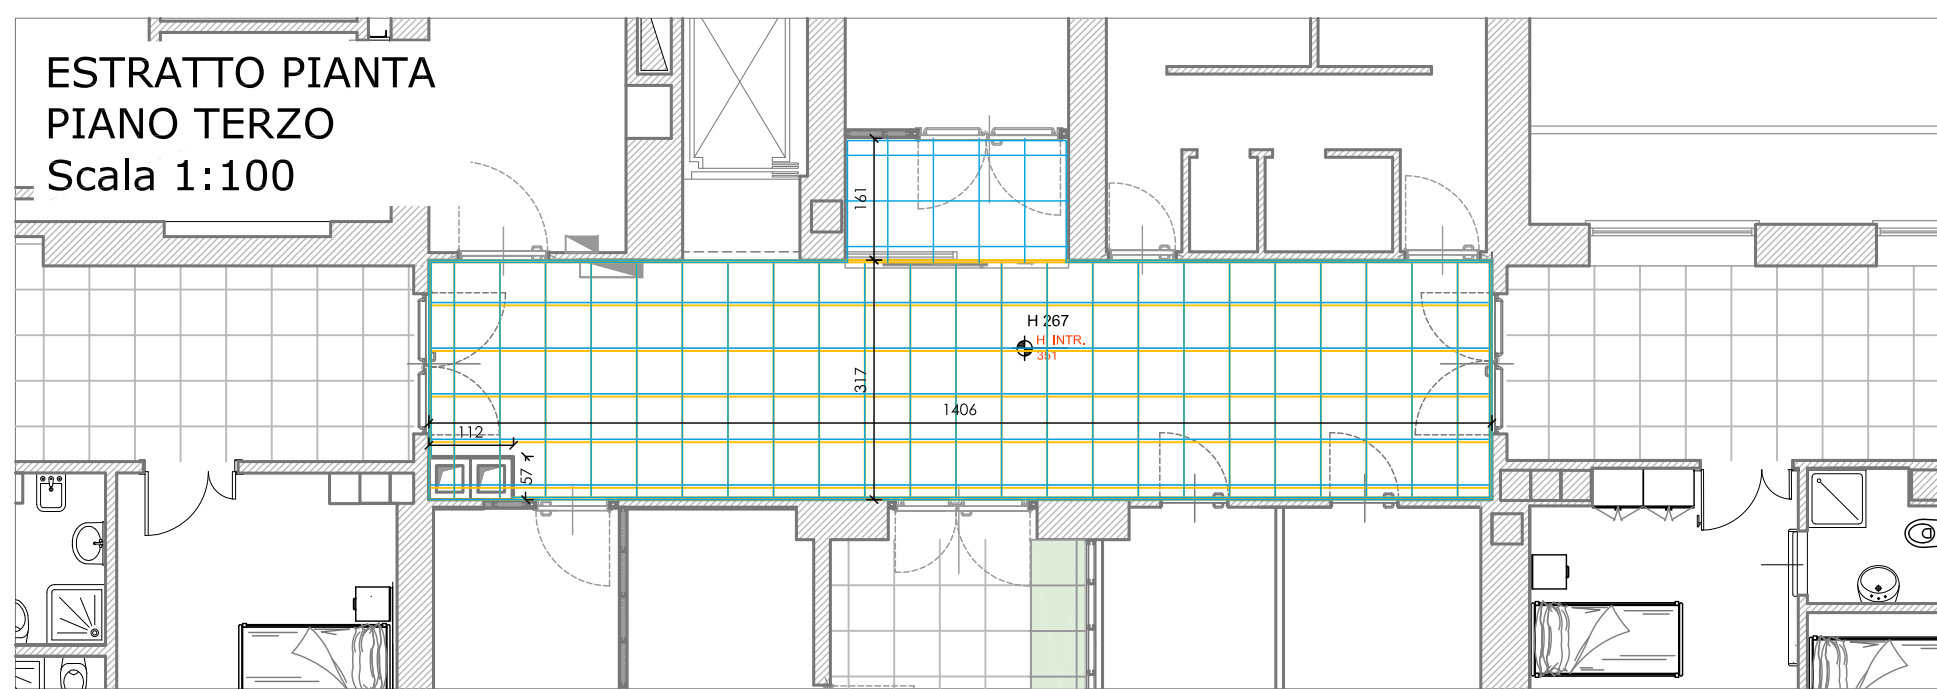 ESTRATTO PIANTA
PIANO TERZO
Scala 1:100
161
H 267
H. INTR.
351
317
1406
112
57